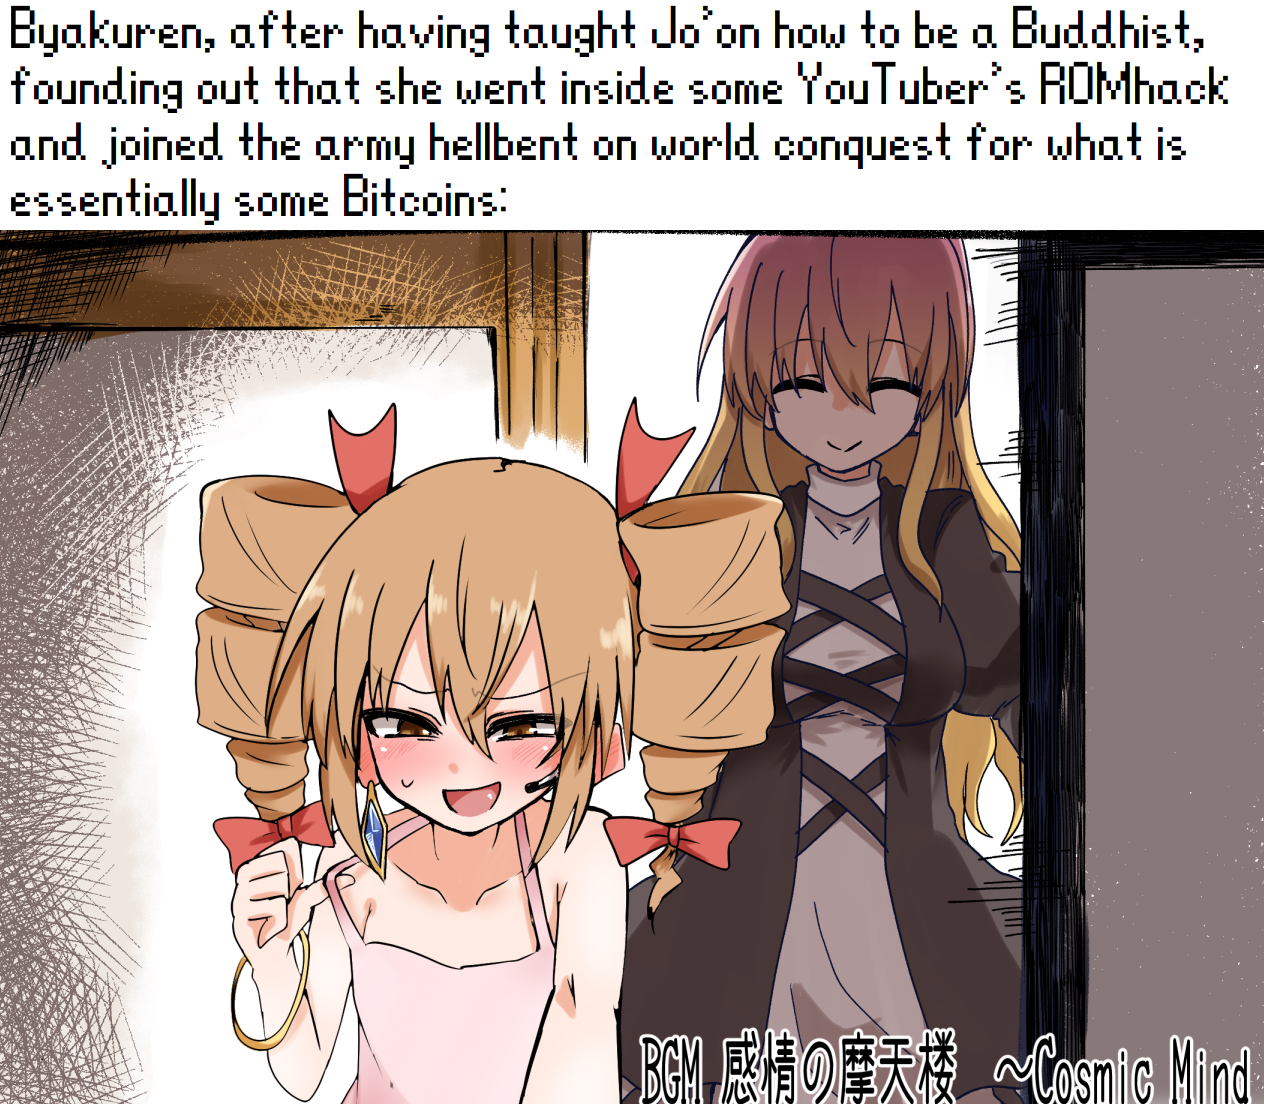 Byakuren, after having taught Jo'on how to be a Buddhist,
founding out that she went inside some YouTuber's ROMhack
and joined the army hellbent on world conquest for what is
essentially some Bitcoins:
BGM 感情の摩天楼 ～Cosmic Mind